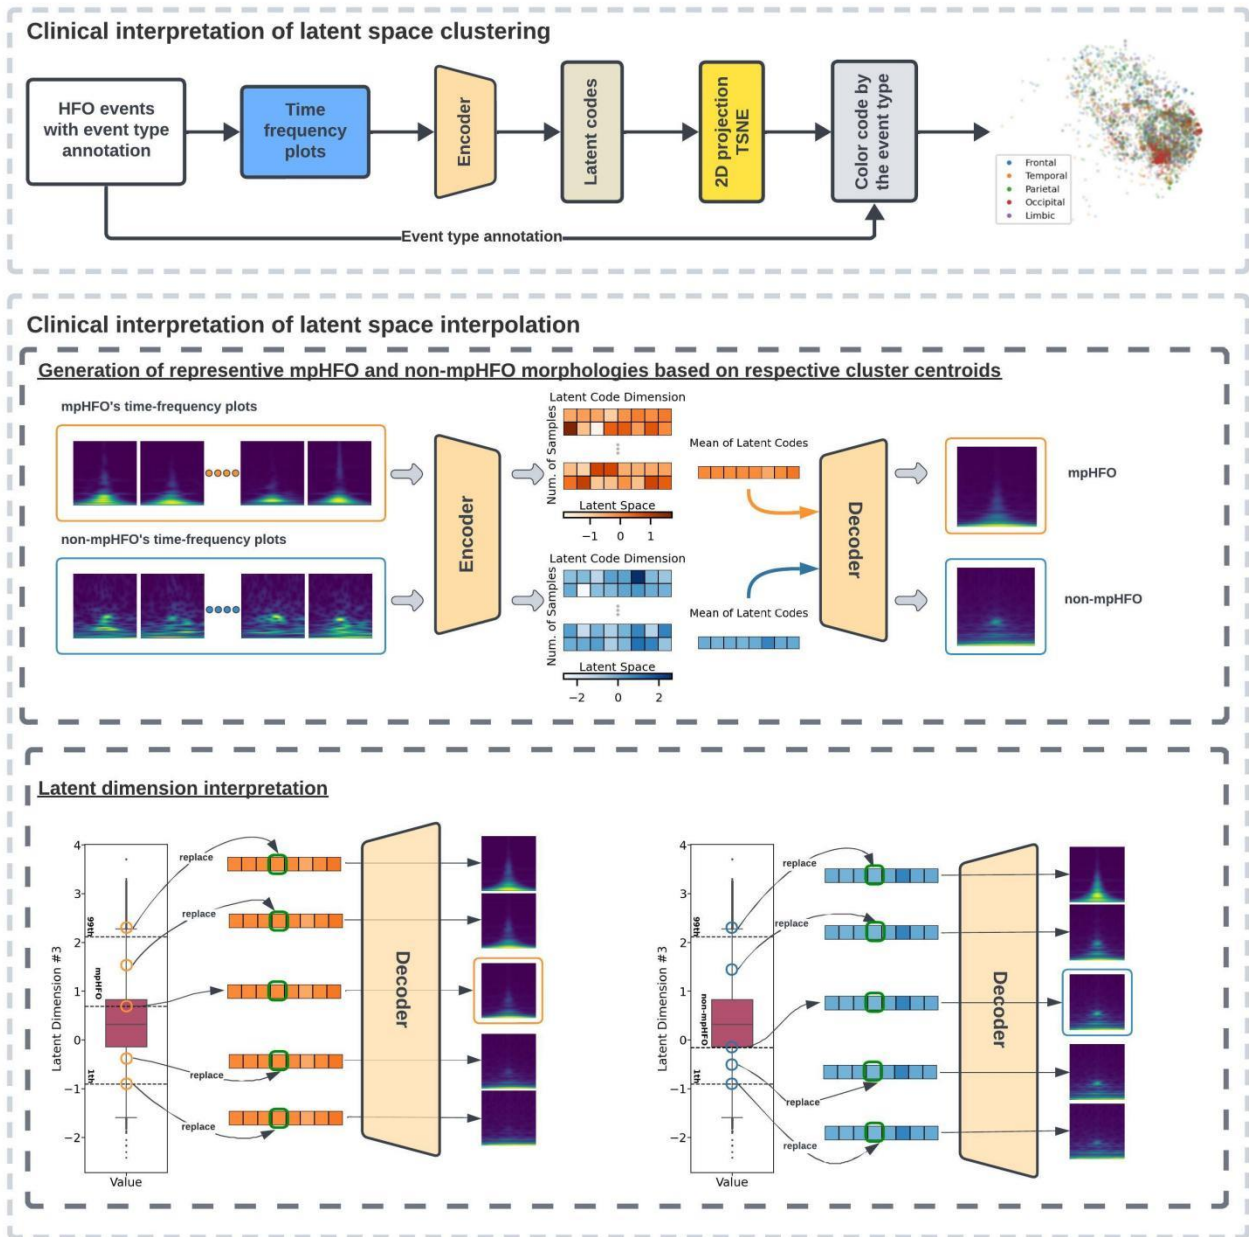 Clinical interpretation of latent space clustering
HFO events
with event type
annotation
Time
frequency
plots
Encoder
Latent codes
2D projection
TSNE
Color code by
the event type
Event type annotation
Frontal
Temporal
Parietal
Occipital
Limbic
Clinical interpretation of latent space interpolation
Generation of representive mpHFO and non-mpHFO morphologies based on respective cluster centroids
mpHFO's time-frequency plots
non-mpHFO's time-frequency plots
Encoder
Latent Code Dimension
Num. of Samples
Latent Space
−1 0 1
Latent Code Dimension
Num. of Samples
Latent Space
−2 0 2
Mean of Latent Codes
Mean of Latent Codes
Decoder
mpHFO
non-mpHFO
Latent dimension interpretation
Latent Dimension #3
4
3
2
1
0
−1
−2
99th
mpHFO
1th
Value
replace
replace
replace
replace
Decoder
Latent Dimension #3
4
3
2
1
0
−1
−2
99th
non-mpHFO
1th
Value
replace
replace
replace
replace
Decoder